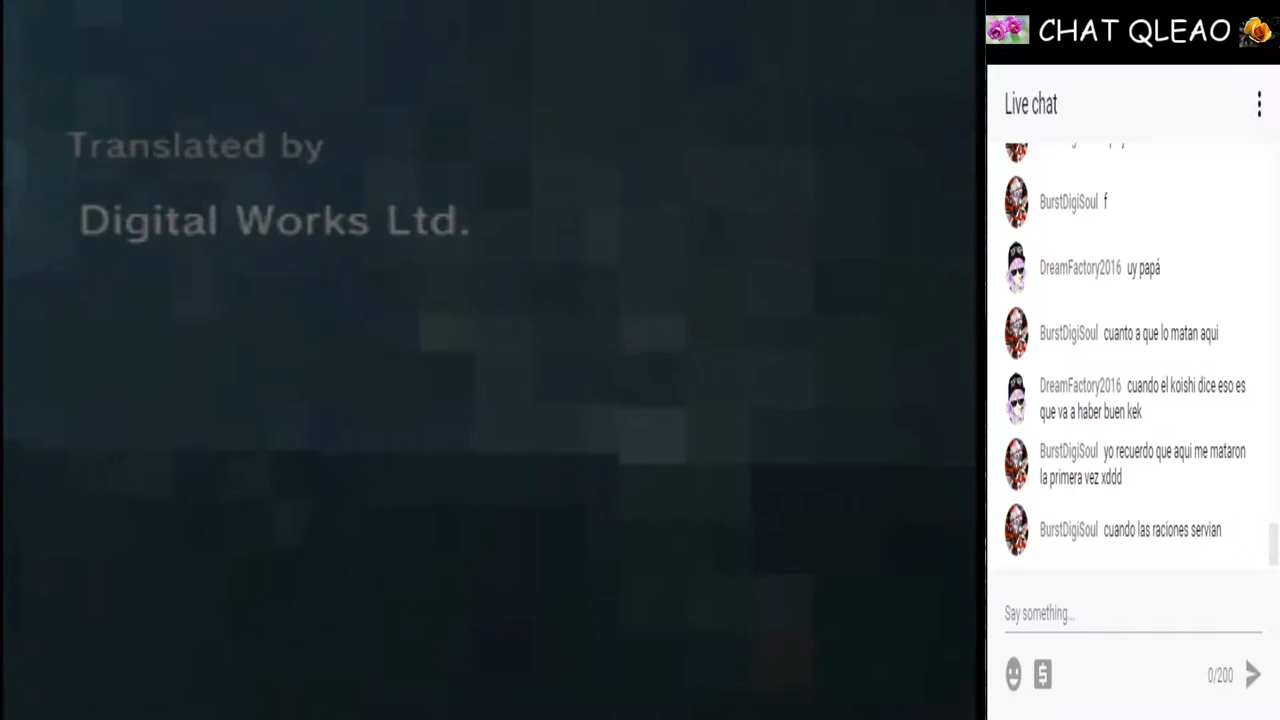 Translated by
Digital Works Ltd.
CHAT QLEAO
Live chat
BurstDigiSoul f
DreamFactory2016 uy papá
BurstDigiSoul cuanto a que lo matan aqui
DreamFactory2016 cuando el koishi dice eso es
que va a haber buen kek
BurstDigiSoul yo recuerdo que aqui me mataron
la primera vez xddd
BurstDigiSoul cuando las raciones servian
Say something...
0/200